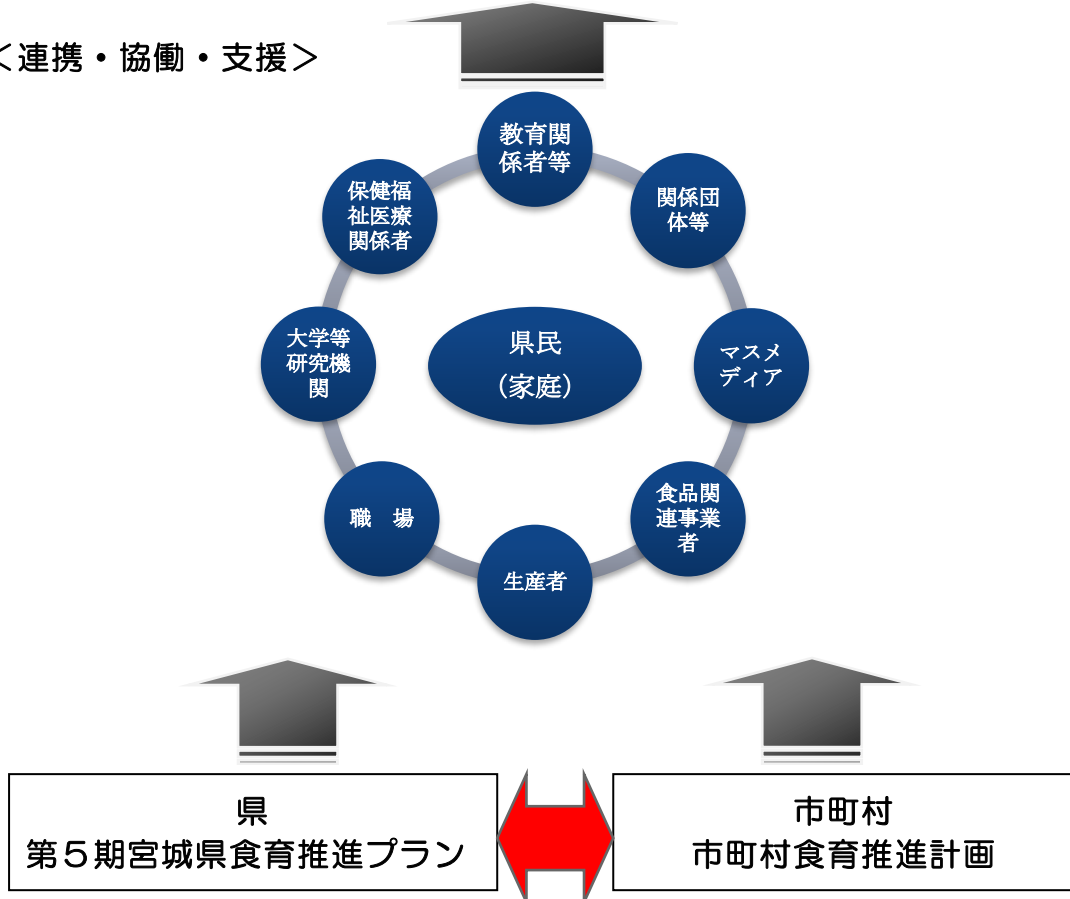 ＜連携・協働・支援＞
教育関
係者等
保健福
祉医療
関係者
関係団
体等
大学等
研究機
関
県民
（家庭）
マスメ
ディア
職　場
食品関
連事業
者
生産者
県
第５期宮城県食育推進プラン
市町村
市町村食育推進計画